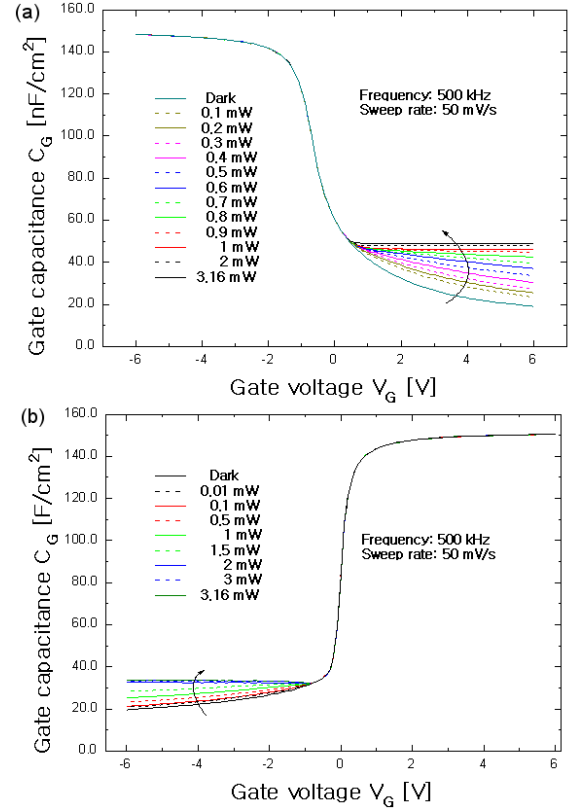 (a)
160.0
140.0
120.0
100.0
80.0
60.0
40.0
20.0
0.0
Gate capacitance C_G [nF/cm²]
Dark
0.1 mW
0.2 mW
0.3 mW
0.4 mW
0.5 mW
0.6 mW
0.7 mW
0.8 mW
0.9 mW
1 mW
2 mW
3.16 mW
Frequency: 500 kHz
Sweep rate: 50 mV/s
-6 -4 -2 0 2 4 6
Gate voltage V_G [V]
(b)
160.0
140.0
120.0
100.0
80.0
60.0
40.0
20.0
0.0
Gate capacitance C_G [F/cm²]
Dark
0.01 mW
0.1 mW
0.5 mW
1 mW
1.5 mW
2 mW
3 mW
3.16 mW
Frequency: 500 kHz
Sweep rate: 50 mV/s
-6 -4 -2 0 2 4 6
Gate voltage V_G [V]